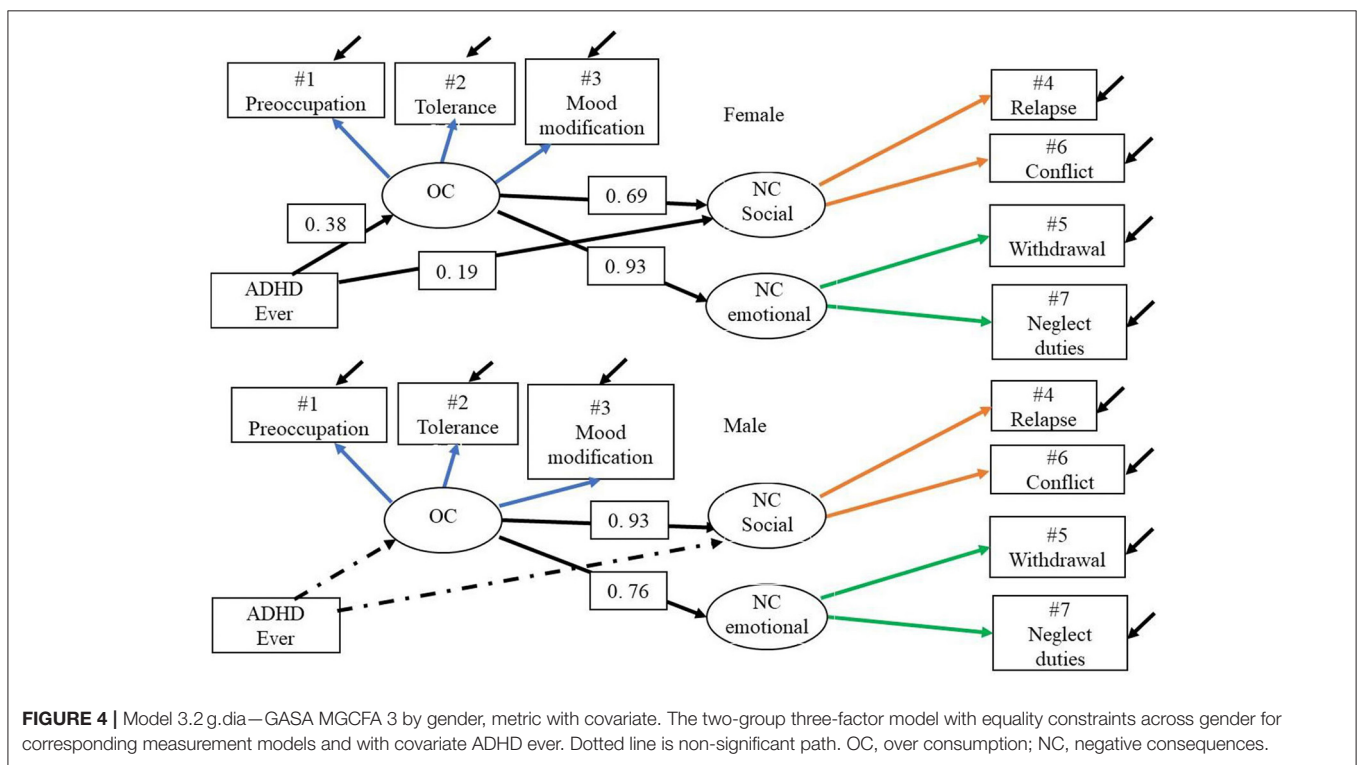 #1
Preoccupation
#2
Tolerance
#3
Mood
modification
Female
#4
Relapse
#6
Conflict
OC
0. 69
NC
Social
0. 38
#5
Withdrawal
0. 19
0. 93
ADHD
Ever
NC
emotional
#7
Neglect
duties
#1
Preoccupation
#2
Tolerance
#3
Mood
modification
Male
#4
Relapse
#6
Conflict
OC
0. 93
NC
Social
#5
Withdrawal
0. 76
ADHD
Ever
NC
emotional
#7
Neglect
duties
FIGURE 4 | Model 3.2 g.dia—GASA MGCFA 3 by gender, metric with covariate. The two-group three-factor model with equality constraints across gender for
corresponding measurement models and with covariate ADHD ever. Dotted line is non-significant path. OC, over consumption; NC, negative consequences.